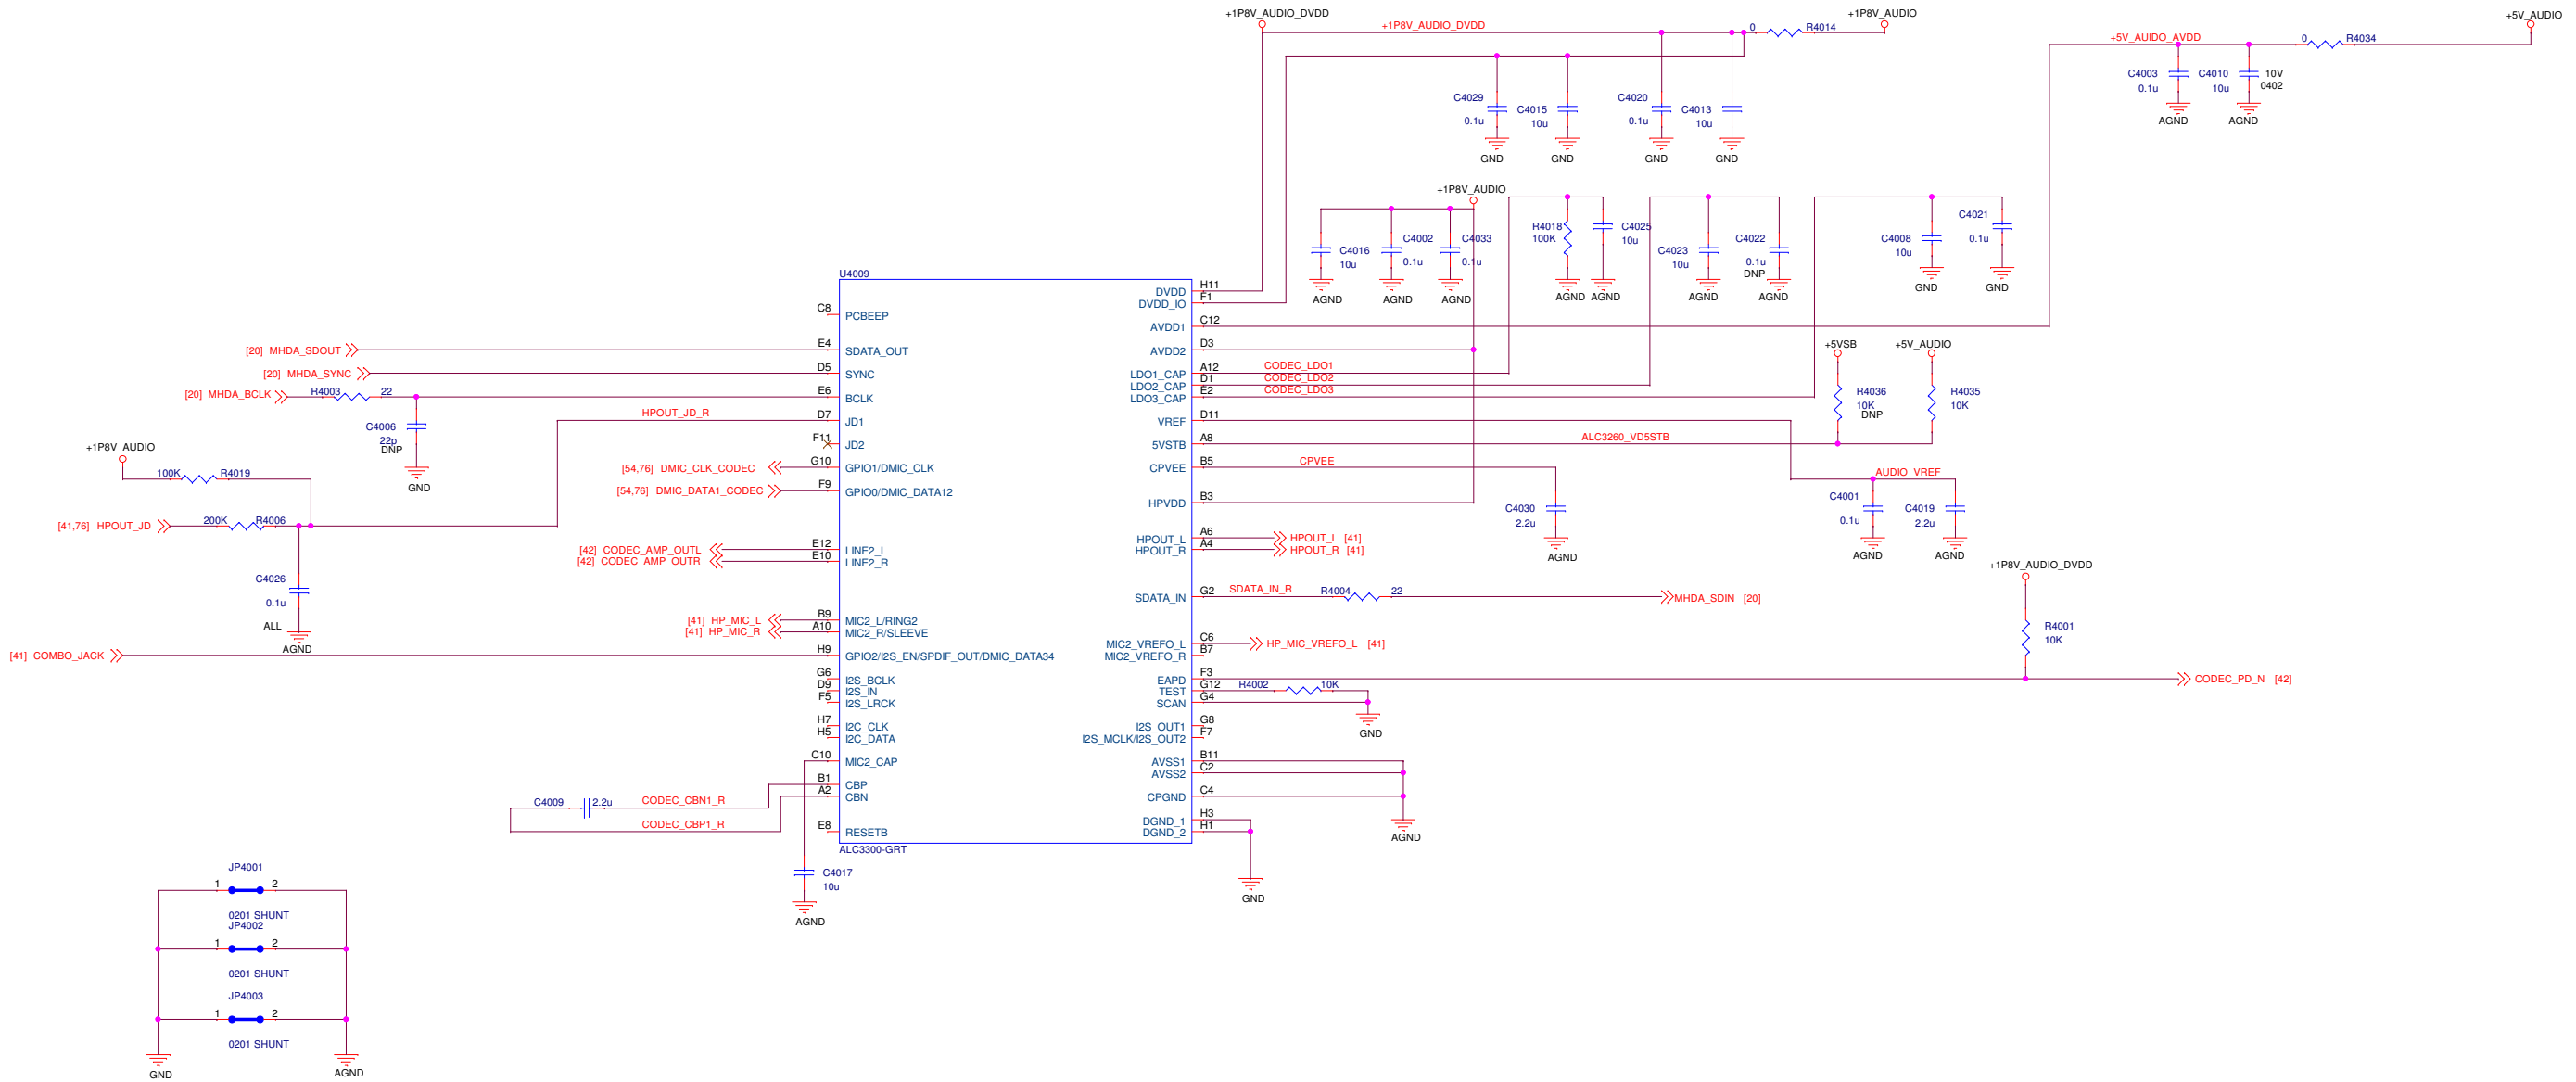 +1P8V_AUDIO_DVDD
+1P8V_AUDIO_DVDD
0 R4014
+1P8V_AUDIO
+5V_AUIDO_AVDD
0 R4034
+5V_AUDIO
C4029
0.1u
GND
C4015
10u
GND
C4020
0.1u
GND
C4013
10u
GND
C4003
0.1u
AGND
C4010
10u
10V
0402
AGND
+1P8V_AUDIO
C4016
10u
AGND
C4002
0.1u
AGND
C4033
0.1u
AGND
R4018
100K
AGND
C4025
10u
AGND
C4023
10u
AGND
C4022
0.1u
DNP
AGND
C4008
10u
GND
C4021
0.1u
GND
U4009
C8 PCBEEP
[20] MHDA_SDOUT
E4 SDATA_OUT
[20] MHDA_SYNC
D5 SYNC
[20] MHDA_BCLK
R4003 22
E6 BCLK
C4006
22p
DNP
GND
HPOUT_JD_R
D7 JD1
F11 JD2
+1P8V_AUDIO
100K R4019
[41,76] HPOUT_JD
200K R4006
C4026
0.1u
ALL
AGND
[54,76] DMIC_CLK_CODEC
G10 GPIO1/DMIC_CLK
[54,76] DMIC_DATA1_CODEC
F9 GPIO0/DMIC_DATA12
[42] CODEC_AMP_OUTL
E12 LINE2_L
[42] CODEC_AMP_OUTR
E10 LINE2_R
[41] HP_MIC_L
B9 MIC2_L/RING2
[41] HP_MIC_R
A10 MIC2_R/SLEEVE
[41] COMBO_JACK
H9 GPIO2/I2S_EN/SPDIF_OUT/DMIC_DATA34
G6 I2S_BCLK
D9 I2S_IN
F5 I2S_LRCK
H7 I2C_CLK
H5 I2C_DATA
C10 MIC2_CAP
B1 CBP
A2 CBN
C4009 2.2u CODEC_CBN1_R
CODEC_CBP1_R
E8 RESETB
ALC3300-GRT
C4017
10u
AGND
DVDD H11
DVDD_IO F1
AVDD1 C12
AVDD2 D3
LDO1_CAP A12 CODEC_LDO1
LDO2_CAP D1 CODEC_LDO2
LDO3_CAP E2 CODEC_LDO3
VREF D11
5VSTB A8 ALC3260_VD5STB
+5VSB
R4036
10K
DNP
+5V_AUDIO
R4035
10K
CPVEE B5 CPVEE
C4030
2.2u
AGND
AUDIO_VREF
C4001
0.1u
AGND
C4019
2.2u
AGND
HPVDD B3
HPOUT_L A6 HPOUT_L [41]
HPOUT_R A4 HPOUT_R [41]
SDATA_IN G2 SDATA_IN_R R4004 22 MHDA_SDIN [20]
MIC2_VREFO_L C6 HP_MIC_VREFO_L [41]
MIC2_VREFO_R B7
+1P8V_AUDIO_DVDD
R4001
10K
EAPD F3 CODEC_PD_N [42]
TEST G12 R4002 10K
SCAN G4
GND
I2S_OUT1 G8
I2S_MCLK/I2S_OUT2 F7
AVSS1 B11
AVSS2 C2
CPGND C4
AGND
DGND_1 H3
DGND_2 H1
GND
JP4001
1 2
0201 SHUNT
JP4002
1 2
0201 SHUNT
JP4003
1 2
0201 SHUNT
GND
AGND